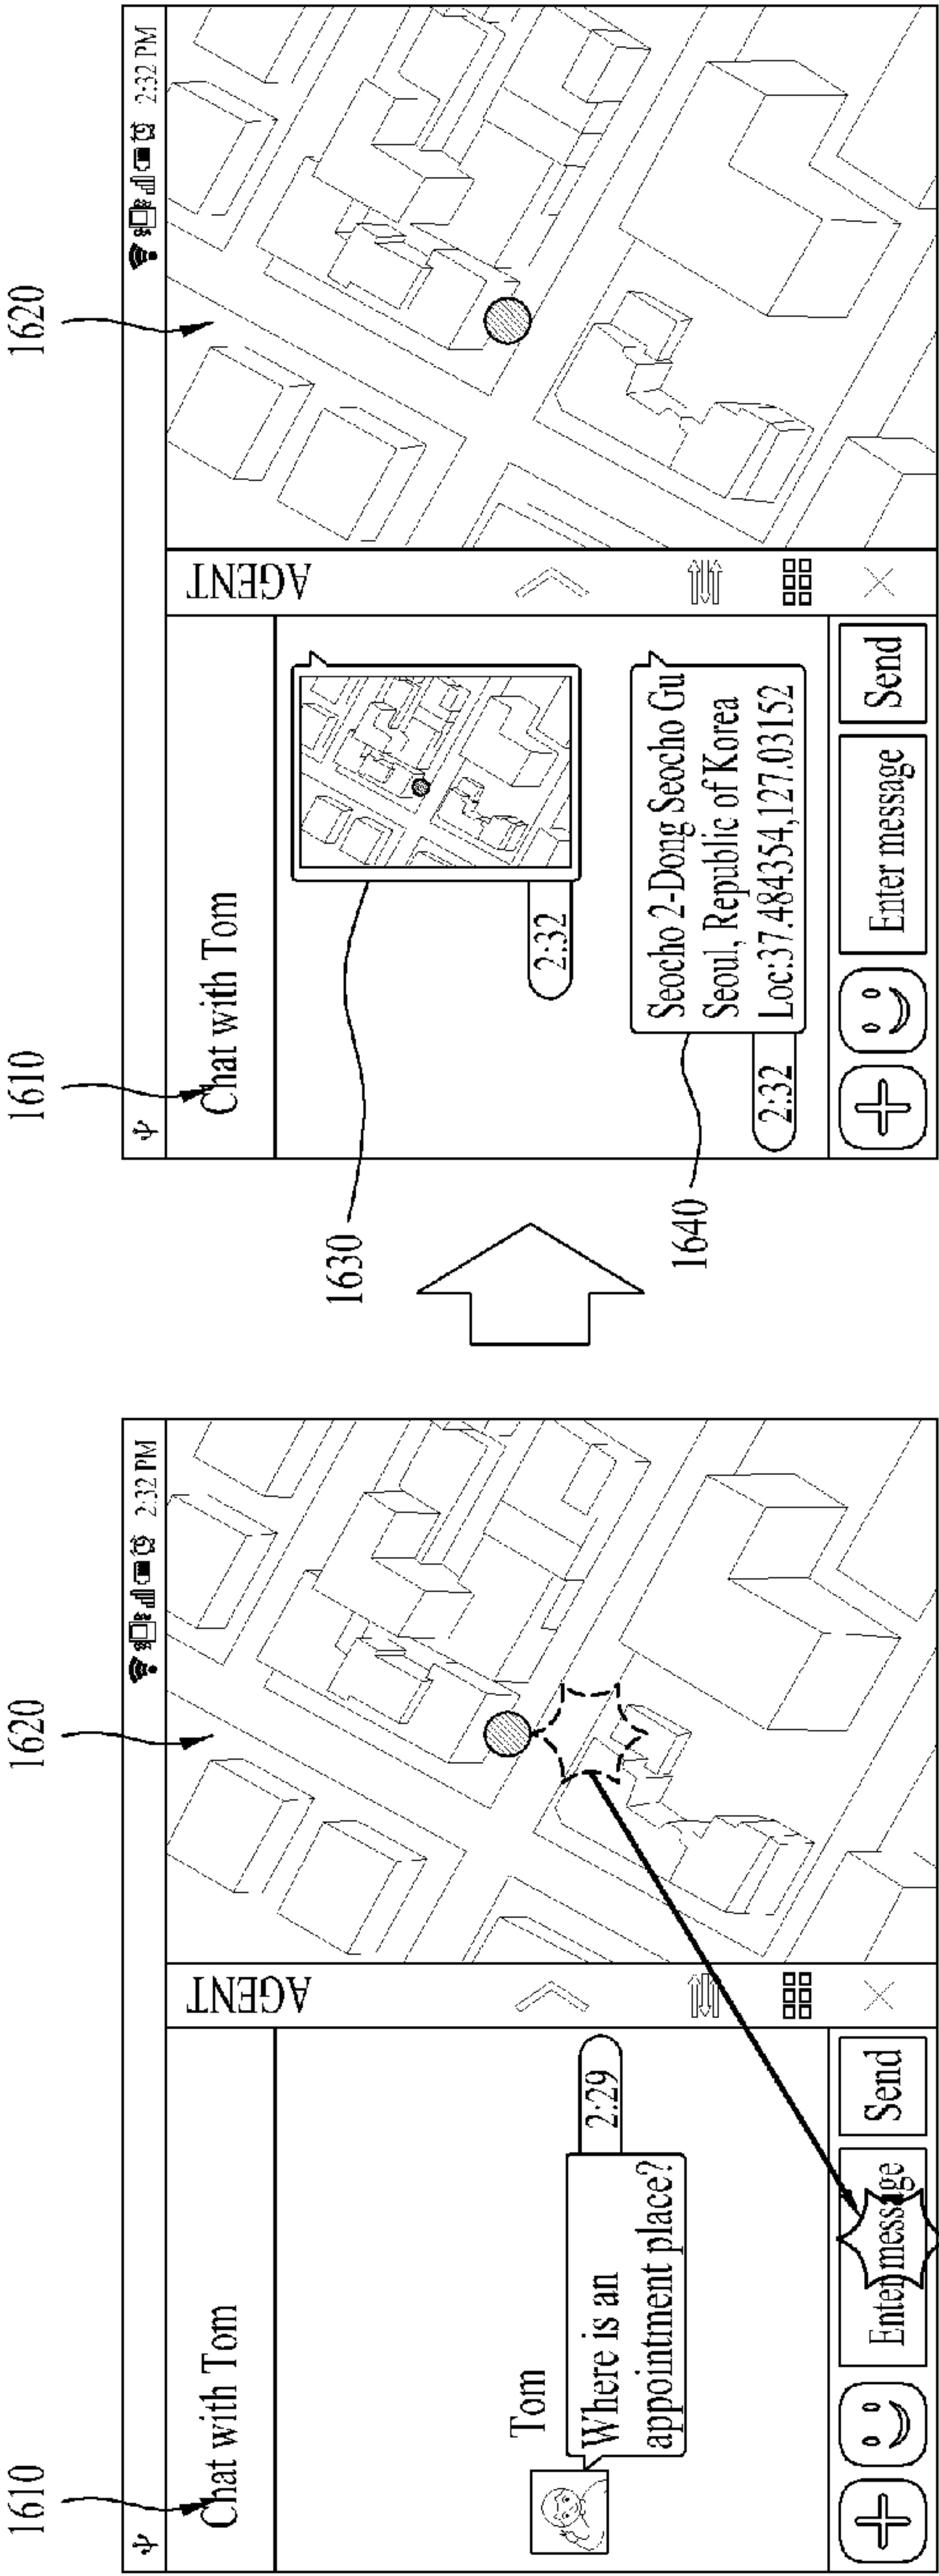 1610
1620
2:32 PM
Chat with Tom
AGENT
Tom
Where is an
appointment place?
2:29
Enter message
Send
1610
1620
2:32 PM
Chat with Tom
AGENT
1630
2:32
1640
Seocho 2-Dong Seocho Gu
Seoul, Republic of Korea
Loc:37.484354,127.03152
2:32
Enter message
Send